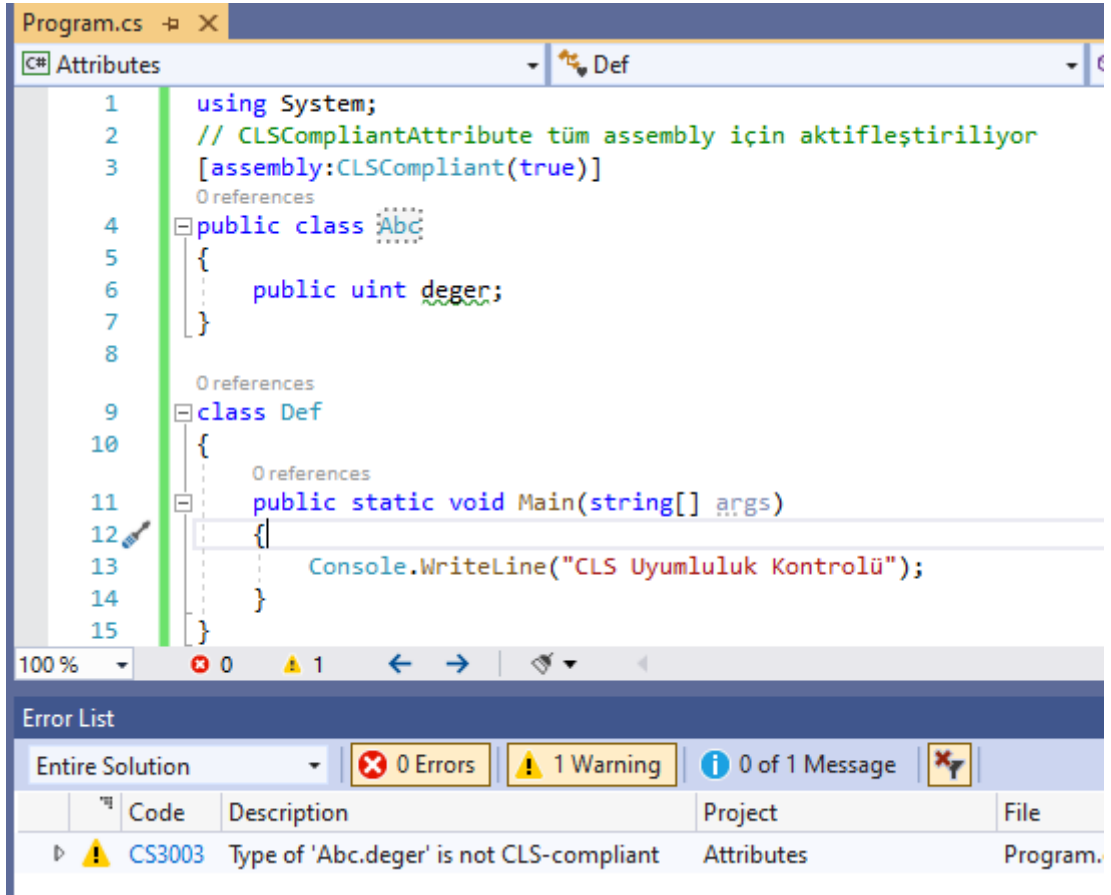 Program.cs
C# Attributes Def
1 using System;
2 // CLSCompliantAttribute tüm assembly için aktifleştiriliyor
3 [assembly:CLSCompliant(true)]
0 references
4 public class Abc
5 {
6 public uint deger;
7 }
8
0 references
9 class Def
10 {
0 references
11 public static void Main(string[] args)
12 {
13 Console.WriteLine("CLS Uyumluluk Kontrolü");
14 }
15 }
100 % 0 1
Error List
Entire Solution 0 Errors 1 Warning 0 of 1 Message
Code Description Project File
CS3003 Type of 'Abc.deger' is not CLS-compliant Attributes Program.